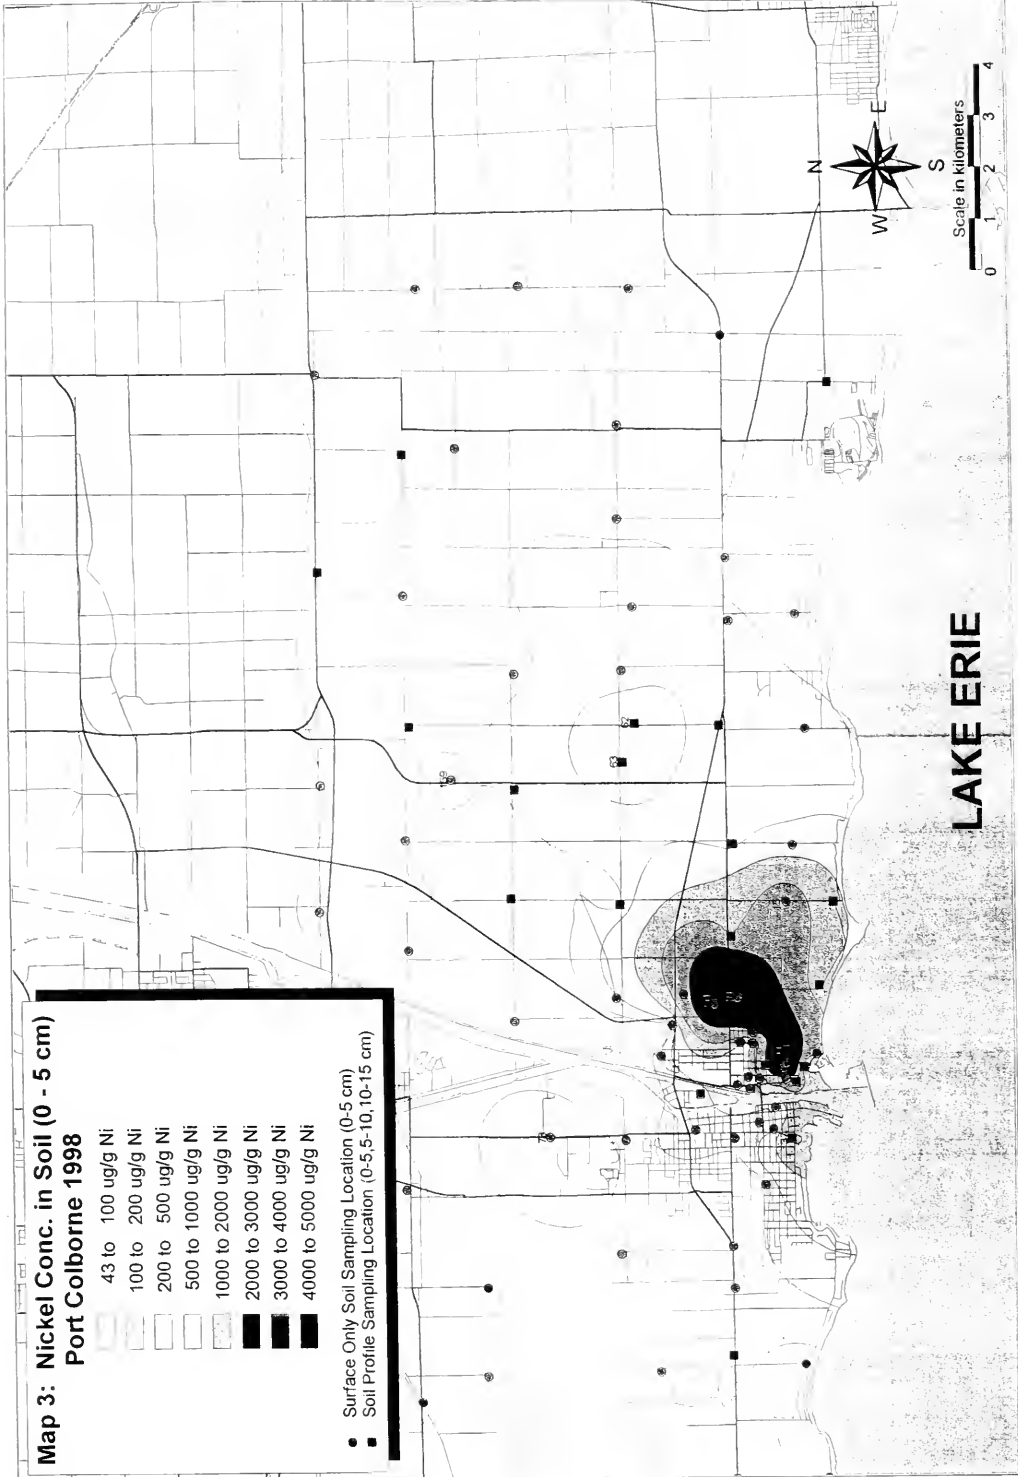 Map 3: Nickel Conc. in Soil (0 - 5 cm)
Port Colborne 1998
43 to 100 ug/g Ni
100 to 200 ug/g Ni
200 to 500 ug/g Ni
500 to 1000 ug/g Ni
1000 to 2000 ug/g Ni
2000 to 3000 ug/g Ni
3000 to 4000 ug/g Ni
4000 to 5000 ug/g Ni
Surface Only Soil Sampling Location (0-5 cm)
Soil Profile Sampling Location (0-5,5-10,10-15 cm)
62
63
LAKE ERIE
N
W
E
S
Scale in kilometers
0 1 2 3 4